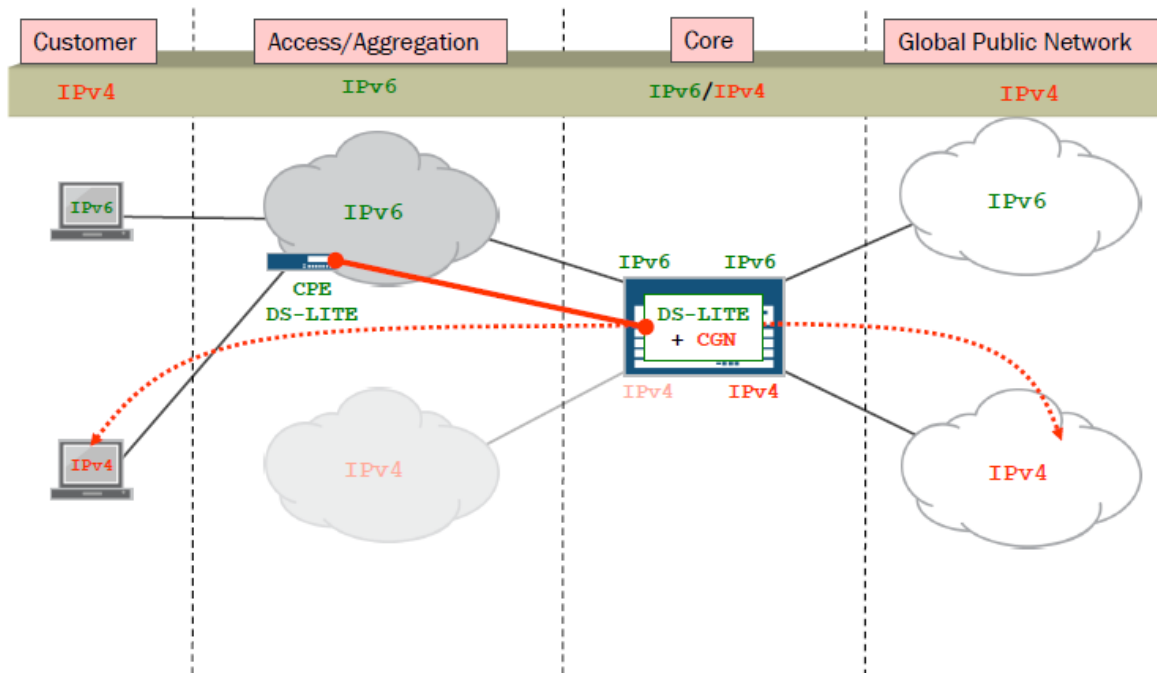 Customer
Access/Aggregation
Core
Global Public Network
IPv4
IPv6
IPv6/IPv4
IPv4
IPv6
IPv6
IPv6
IPv6
IPv6
CPE
DS-LITE
DS-LITE
+ CGN
IPv4
IPv4
IPv4
IPv4
IPv4